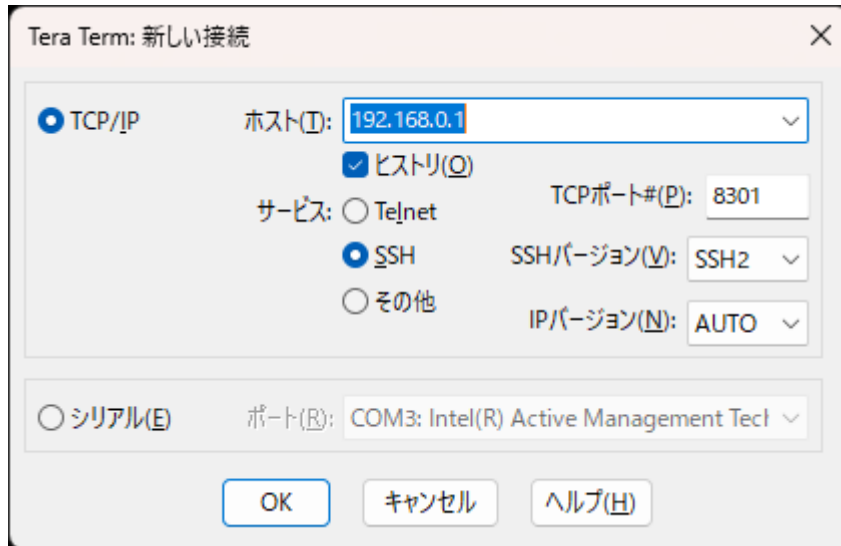 Tera Term: 新しい接続
TCP/IP ホスト(T): 192.168.0.1
ヒストリ(O)
サービス: Telnet TCPポート#(P): 8301
SSH SSHバージョン(V): SSH2
その他 IPバージョン(N): AUTO
シリアル(E) ポート(R): COM3: Intel(R) Active Management Tecl
OK キャンセル ヘルプ(H)